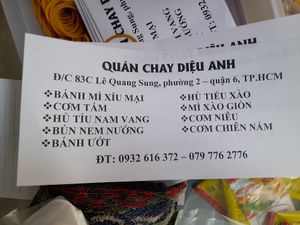 QUÁN CHAY DIỆU ANH
Đ/C 83C Lê Quang Sung, phường 2 – quận 6, TP.HCM
❖ BÁNH MÌ XÍU MẠI
❖ CƠM TẤM
❖ HỦ TÍU NAM VANG
❖ BÚN NEM NƯỚNG
❖ BÁNH ƯỚT
❖ HỦ TIẾU XÀO
❖ MÌ XÀO GIÒN
❖ CƠM NIÊU
❖ CƠM CHIÊN NẤM
ĐT: 0932 616 372 – 079 776 2776